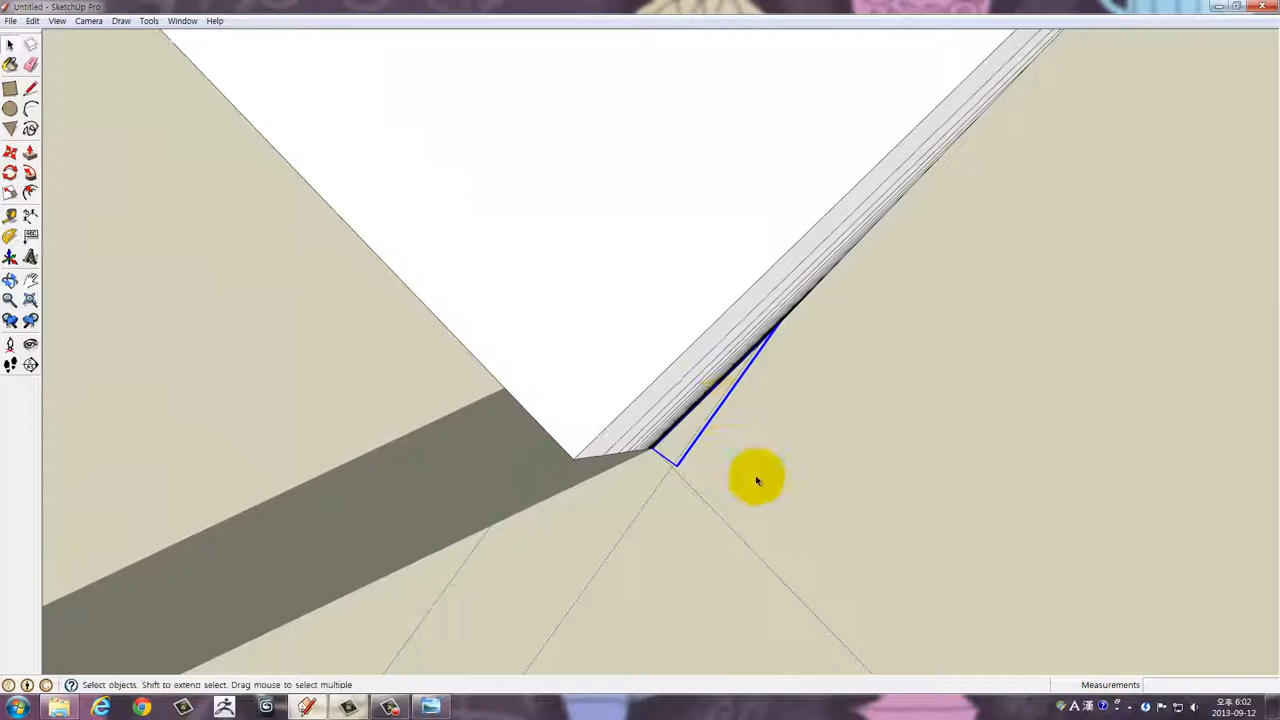 Untitled - SketchUp Pro
File Edit View Camera Draw Tools Window Help
Select objects. Shift to extend select. Drag mouse to select multiple
Measurements
A 漢
오후 6:02
2013-09-12